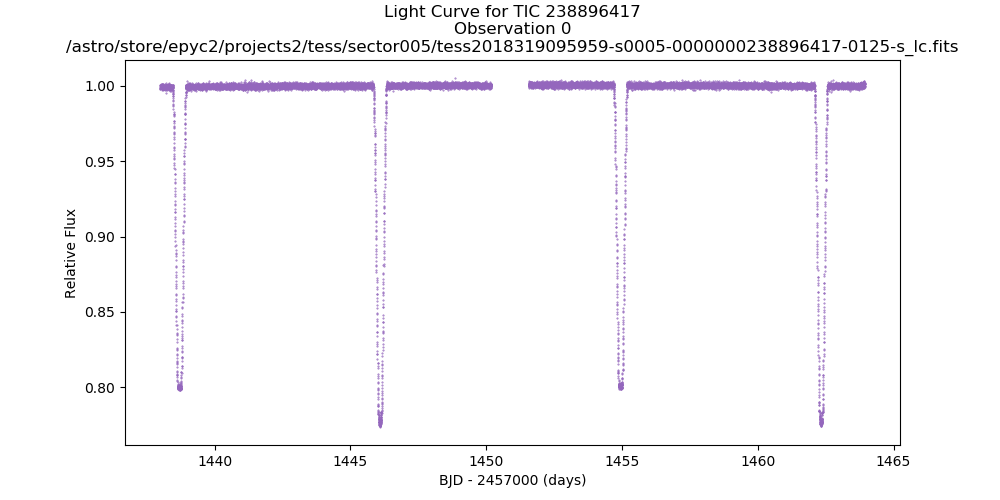 Light Curve for TIC 238896417
Observation 0
/astro/store/epyc2/projects2/tess/sector005/tess2018319095959-s0005-0000000238896417-0125-s_lc.fits
1.00
0.95
0.90
0.85
0.80
Relative Flux
1440 1445 1450 1455 1460 1465
BJD - 2457000 (days)